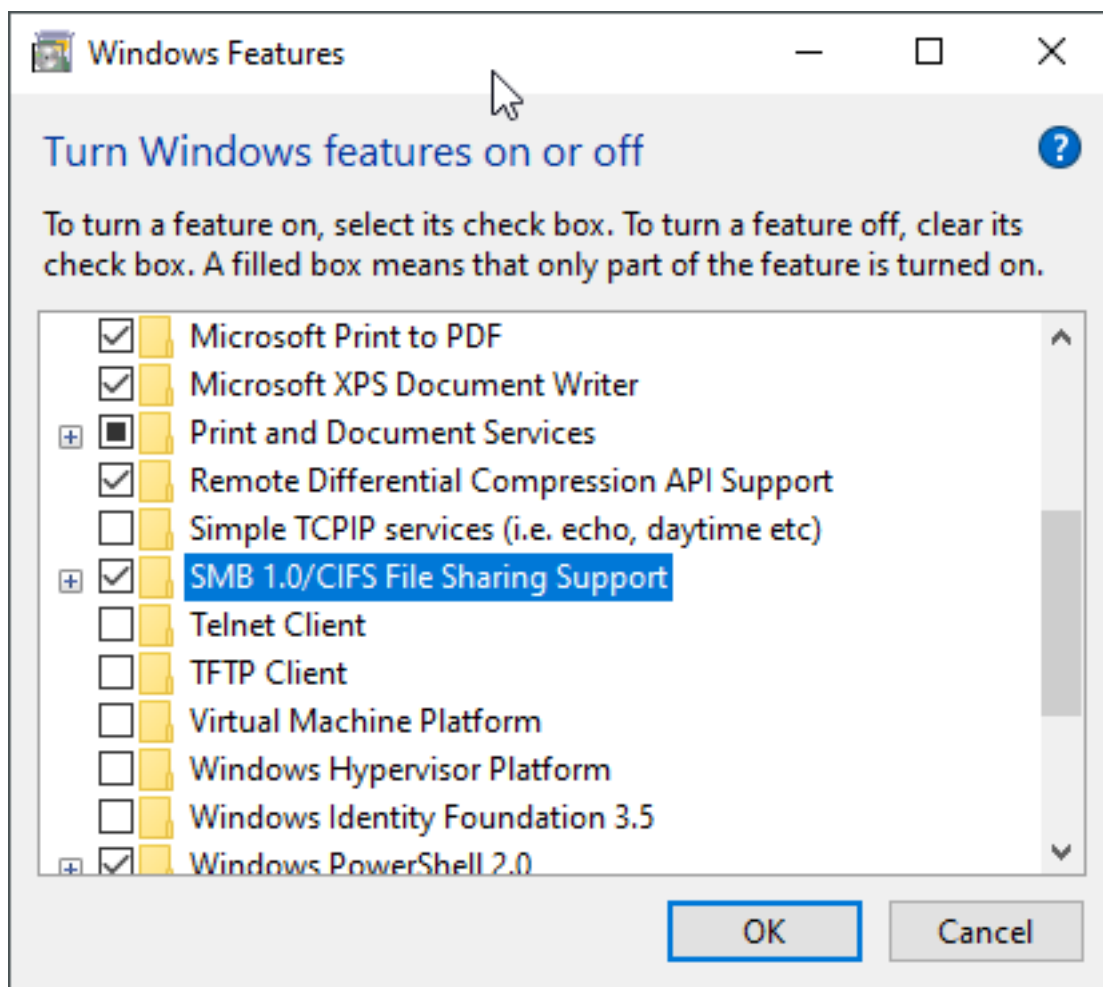 Windows Features
Turn Windows features on or off
?
To turn a feature on, select its check box. To turn a feature off, clear its
check box. A filled box means that only part of the feature is turned on.
Microsoft Print to PDF
Microsoft XPS Document Writer
Print and Document Services
Remote Differential Compression API Support
Simple TCPIP services (i.e. echo, daytime etc)
SMB 1.0/CIFS File Sharing Support
Telnet Client
TFTP Client
Virtual Machine Platform
Windows Hypervisor Platform
Windows Identity Foundation 3.5
Windows PowerShell 2.0
OK
Cancel